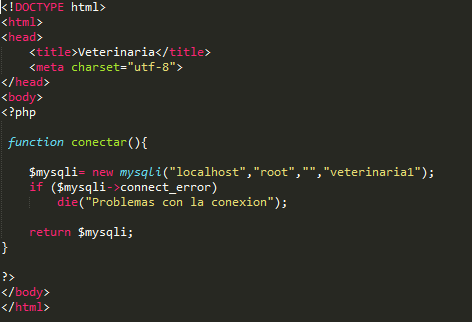 <!DOCTYPE html>
<html>
<head>
    <title>Veterinaria</title>
    <meta charset="utf-8">
</head>
<body>
<?php

 function conectar(){

    $mysqli= new mysqli("localhost","root","","veterinaria1");
    if ($mysqli->connect_error)
        die("Problemas con la conexion");

    return $mysqli;
}

?>
</body>
</html>